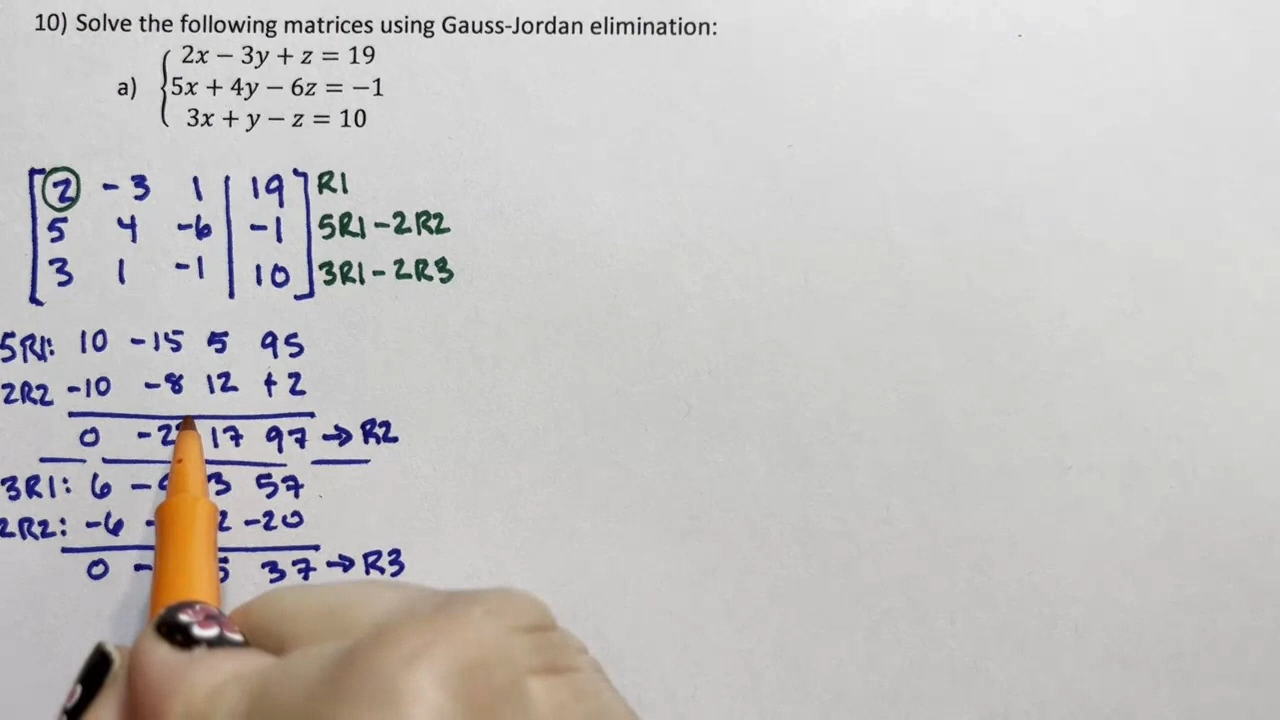 10) Solve the following matrices using Gauss-Jordan elimination:
2x − 3y + z = 19
a) 5x + 4y − 6z = −1
3x + y − z = 10
2 -3 1 19 R1
5 4 -6 -1 5R1-2R2
3 1 -1 10 3R1-2R3
5R1: 10 -15 5 95
2R2 -10 -8 12 +2
0 17 97 → R2
3R1: 6 3 57
2R2: -6 2 -20
0 5 37 → R3